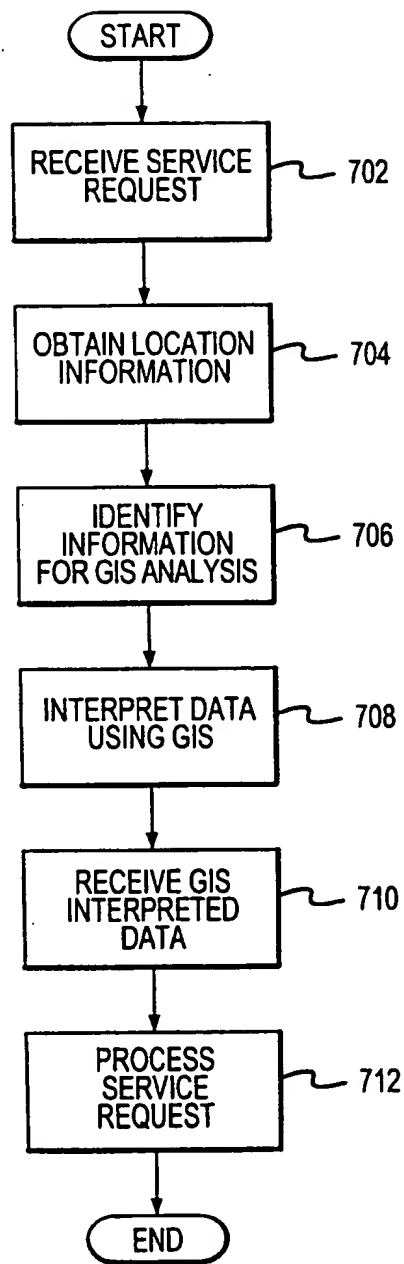 START
RECEIVE SERVICE
REQUEST
702
OBTAIN LOCATION
INFORMATION
704
IDENTIFY
INFORMATION
FOR GIS ANALYSIS
706
INTERPRET DATA
USING GIS
708
RECEIVE GIS
INTERPRETED
DATA
710
PROCESS
SERVICE
REQUEST
712
END